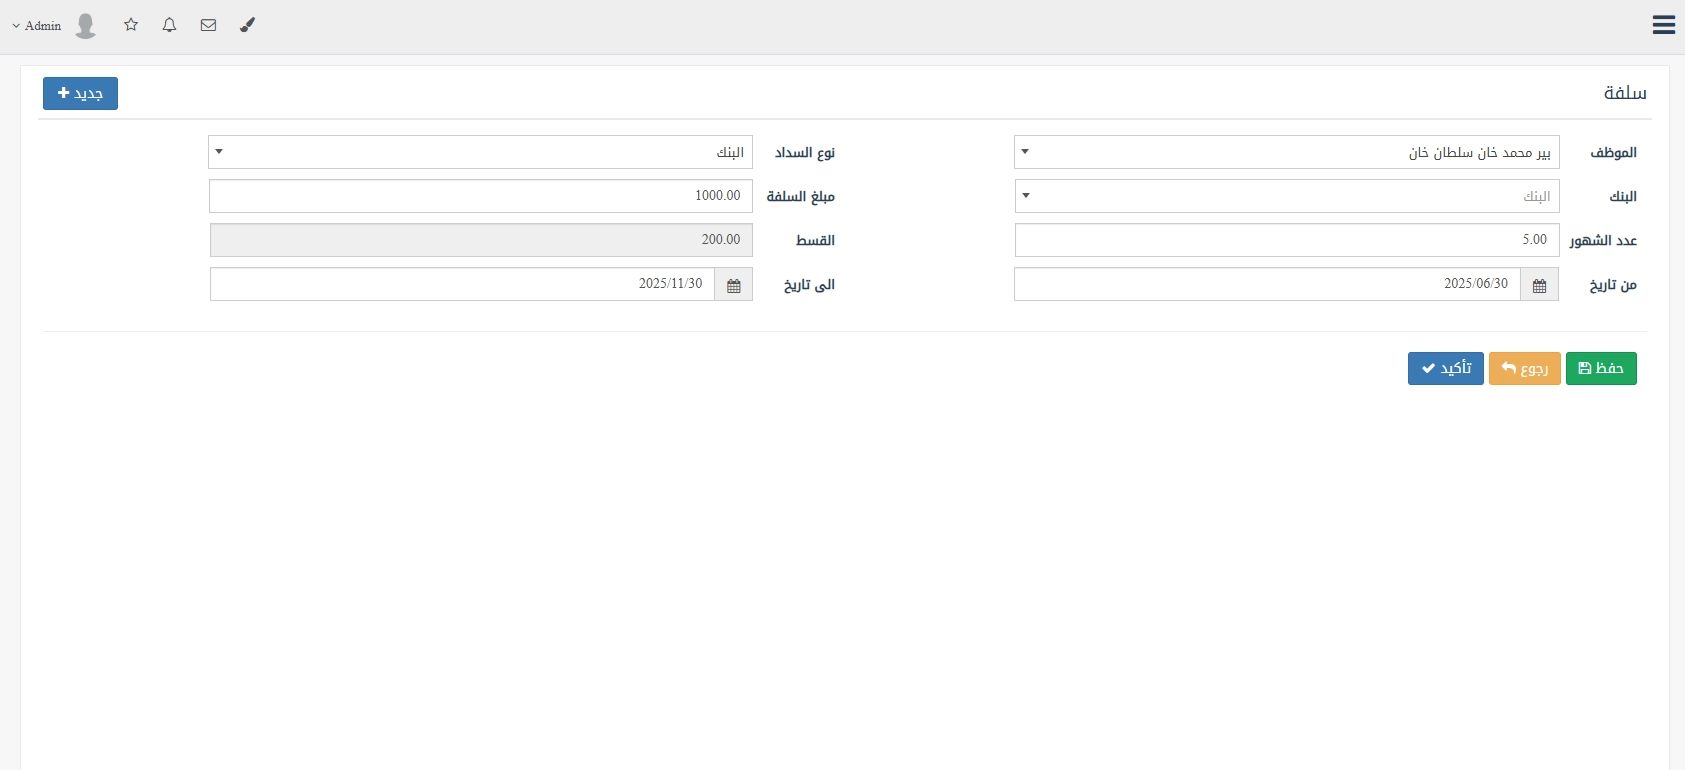 Admin
سلفة
جديد
الموظف
بير محمد خان سلطان خان
نوع السداد
البنك
البنك
البنك
مبلغ السلفة
1000.00
عدد الشهور
5.00
القسط
200.00
من تاريخ
2025/06/30
الى تاريخ
2025/11/30
حفظ
رجوع
تأكيد